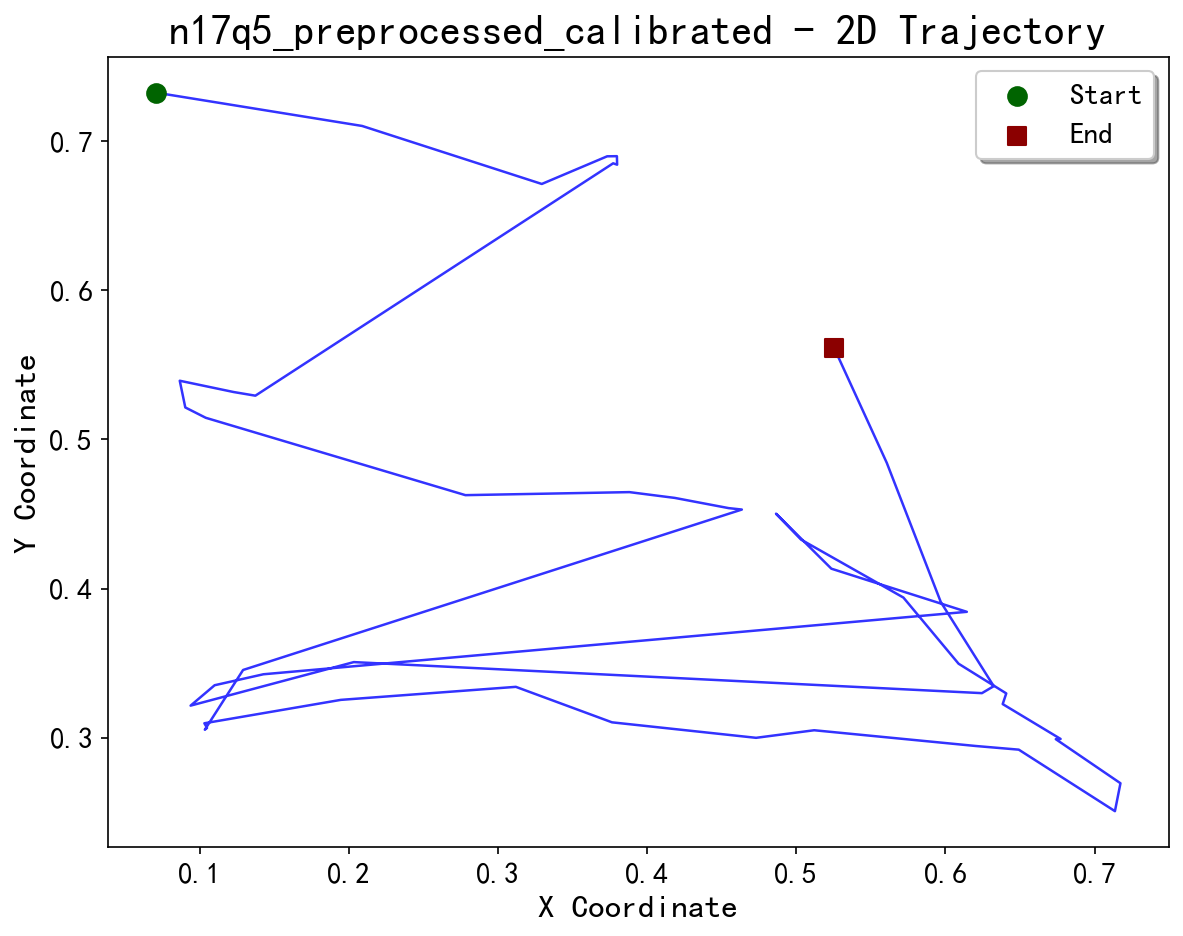 n17q5_preprocessed_calibrated - 2D Trajectory
Start
End
0.7
0.6
0.5
0.4
0.3
Y Coordinate
0.1 0.2 0.3 0.4 0.5 0.6 0.7
X Coordinate